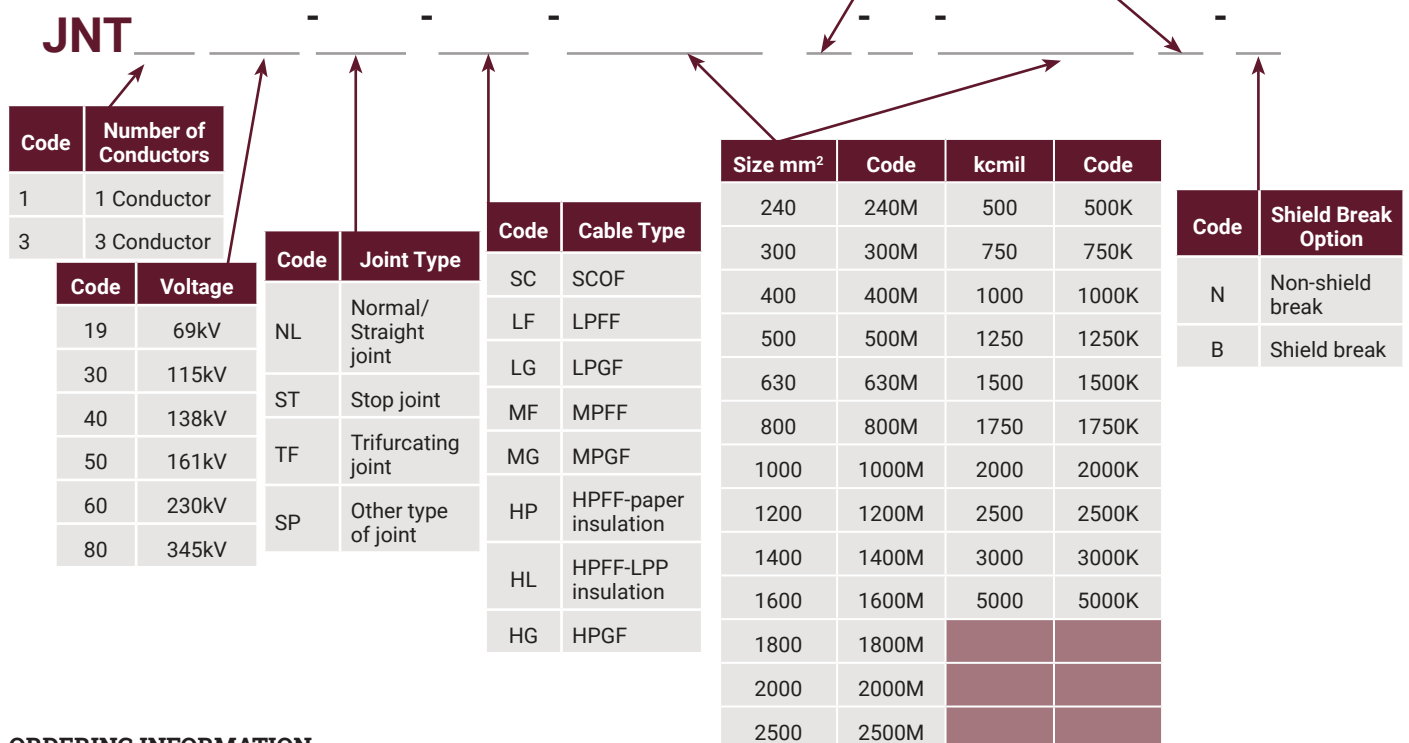 - - - - - -
JNT
Code Number of Conductors
1 1 Conductor
3 3 Conductor
Code Voltage
19 69kV
30 115kV
40 138kV
50 161kV
60 230kV
80 345kV
Code Joint Type
NL Normal/
Straight
joint
ST Stop joint
TF Trifurcating
joint
SP Other type
of joint
Code Cable Type
SC SCOF
LF LPFF
LG LPGF
MF MPFF
MG MPGF
HP HPFF-paper
insulation
HL HPFF-LPP
insulation
HG HPGF
Size mm² Code kcmil Code
240 240M 500 500K
300 300M 750 750K
400 400M 1000 1000K
500 500M 1250 1250K
630 630M 1500 1500K
800 800M 1750 1750K
1000 1000M 2000 2000K
1200 1200M 2500 2500K
1400 1400M 3000 3000K
1600 1600M 5000 5000K
1800 1800M
2000 2000M
2500 2500M
Code Shield Break
Option
N Non-shield
break
B Shield break
ORDERING INFORMATION